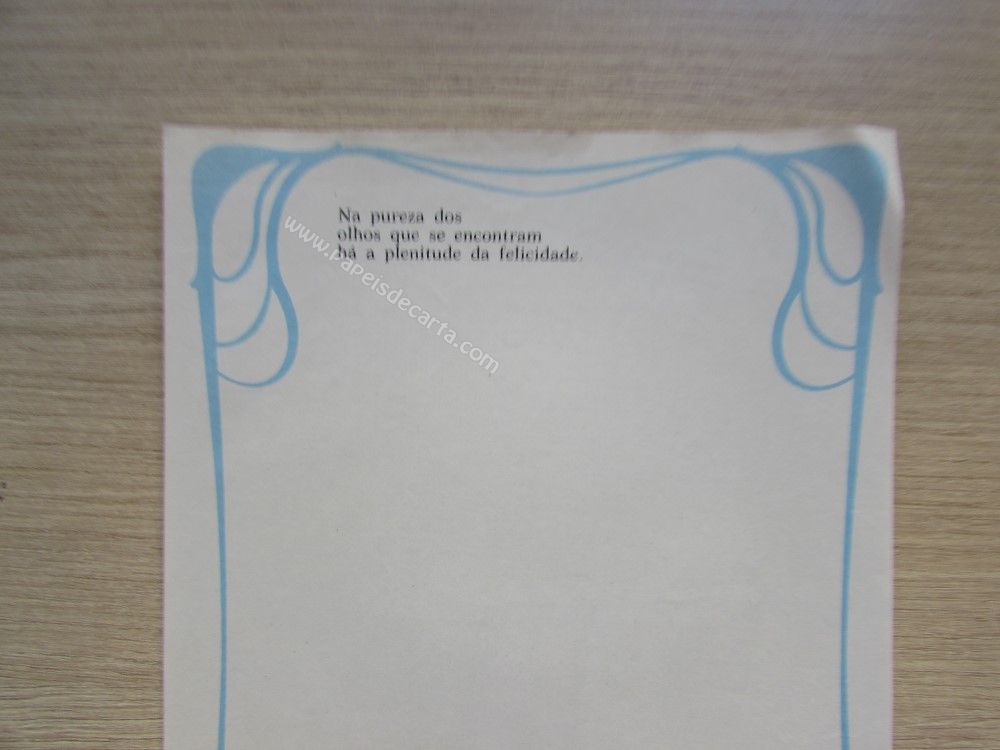 Na pureza dos
olhos que se encontram
há a plenitude da felicidade.
www.papeisdecarta.com